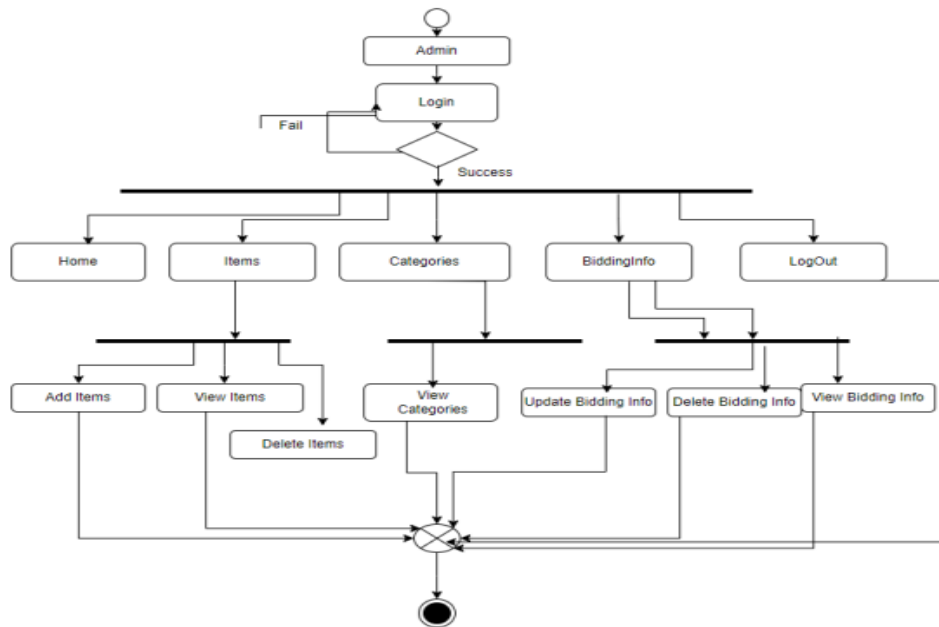 Admin
Login
Fail
Success
Home
Items
Categories
BiddingInfo
LogOut
Add Items
View Items
View
Categories
Update Bidding Info
Delete Bidding Info
View Bidding Info
Delete Items